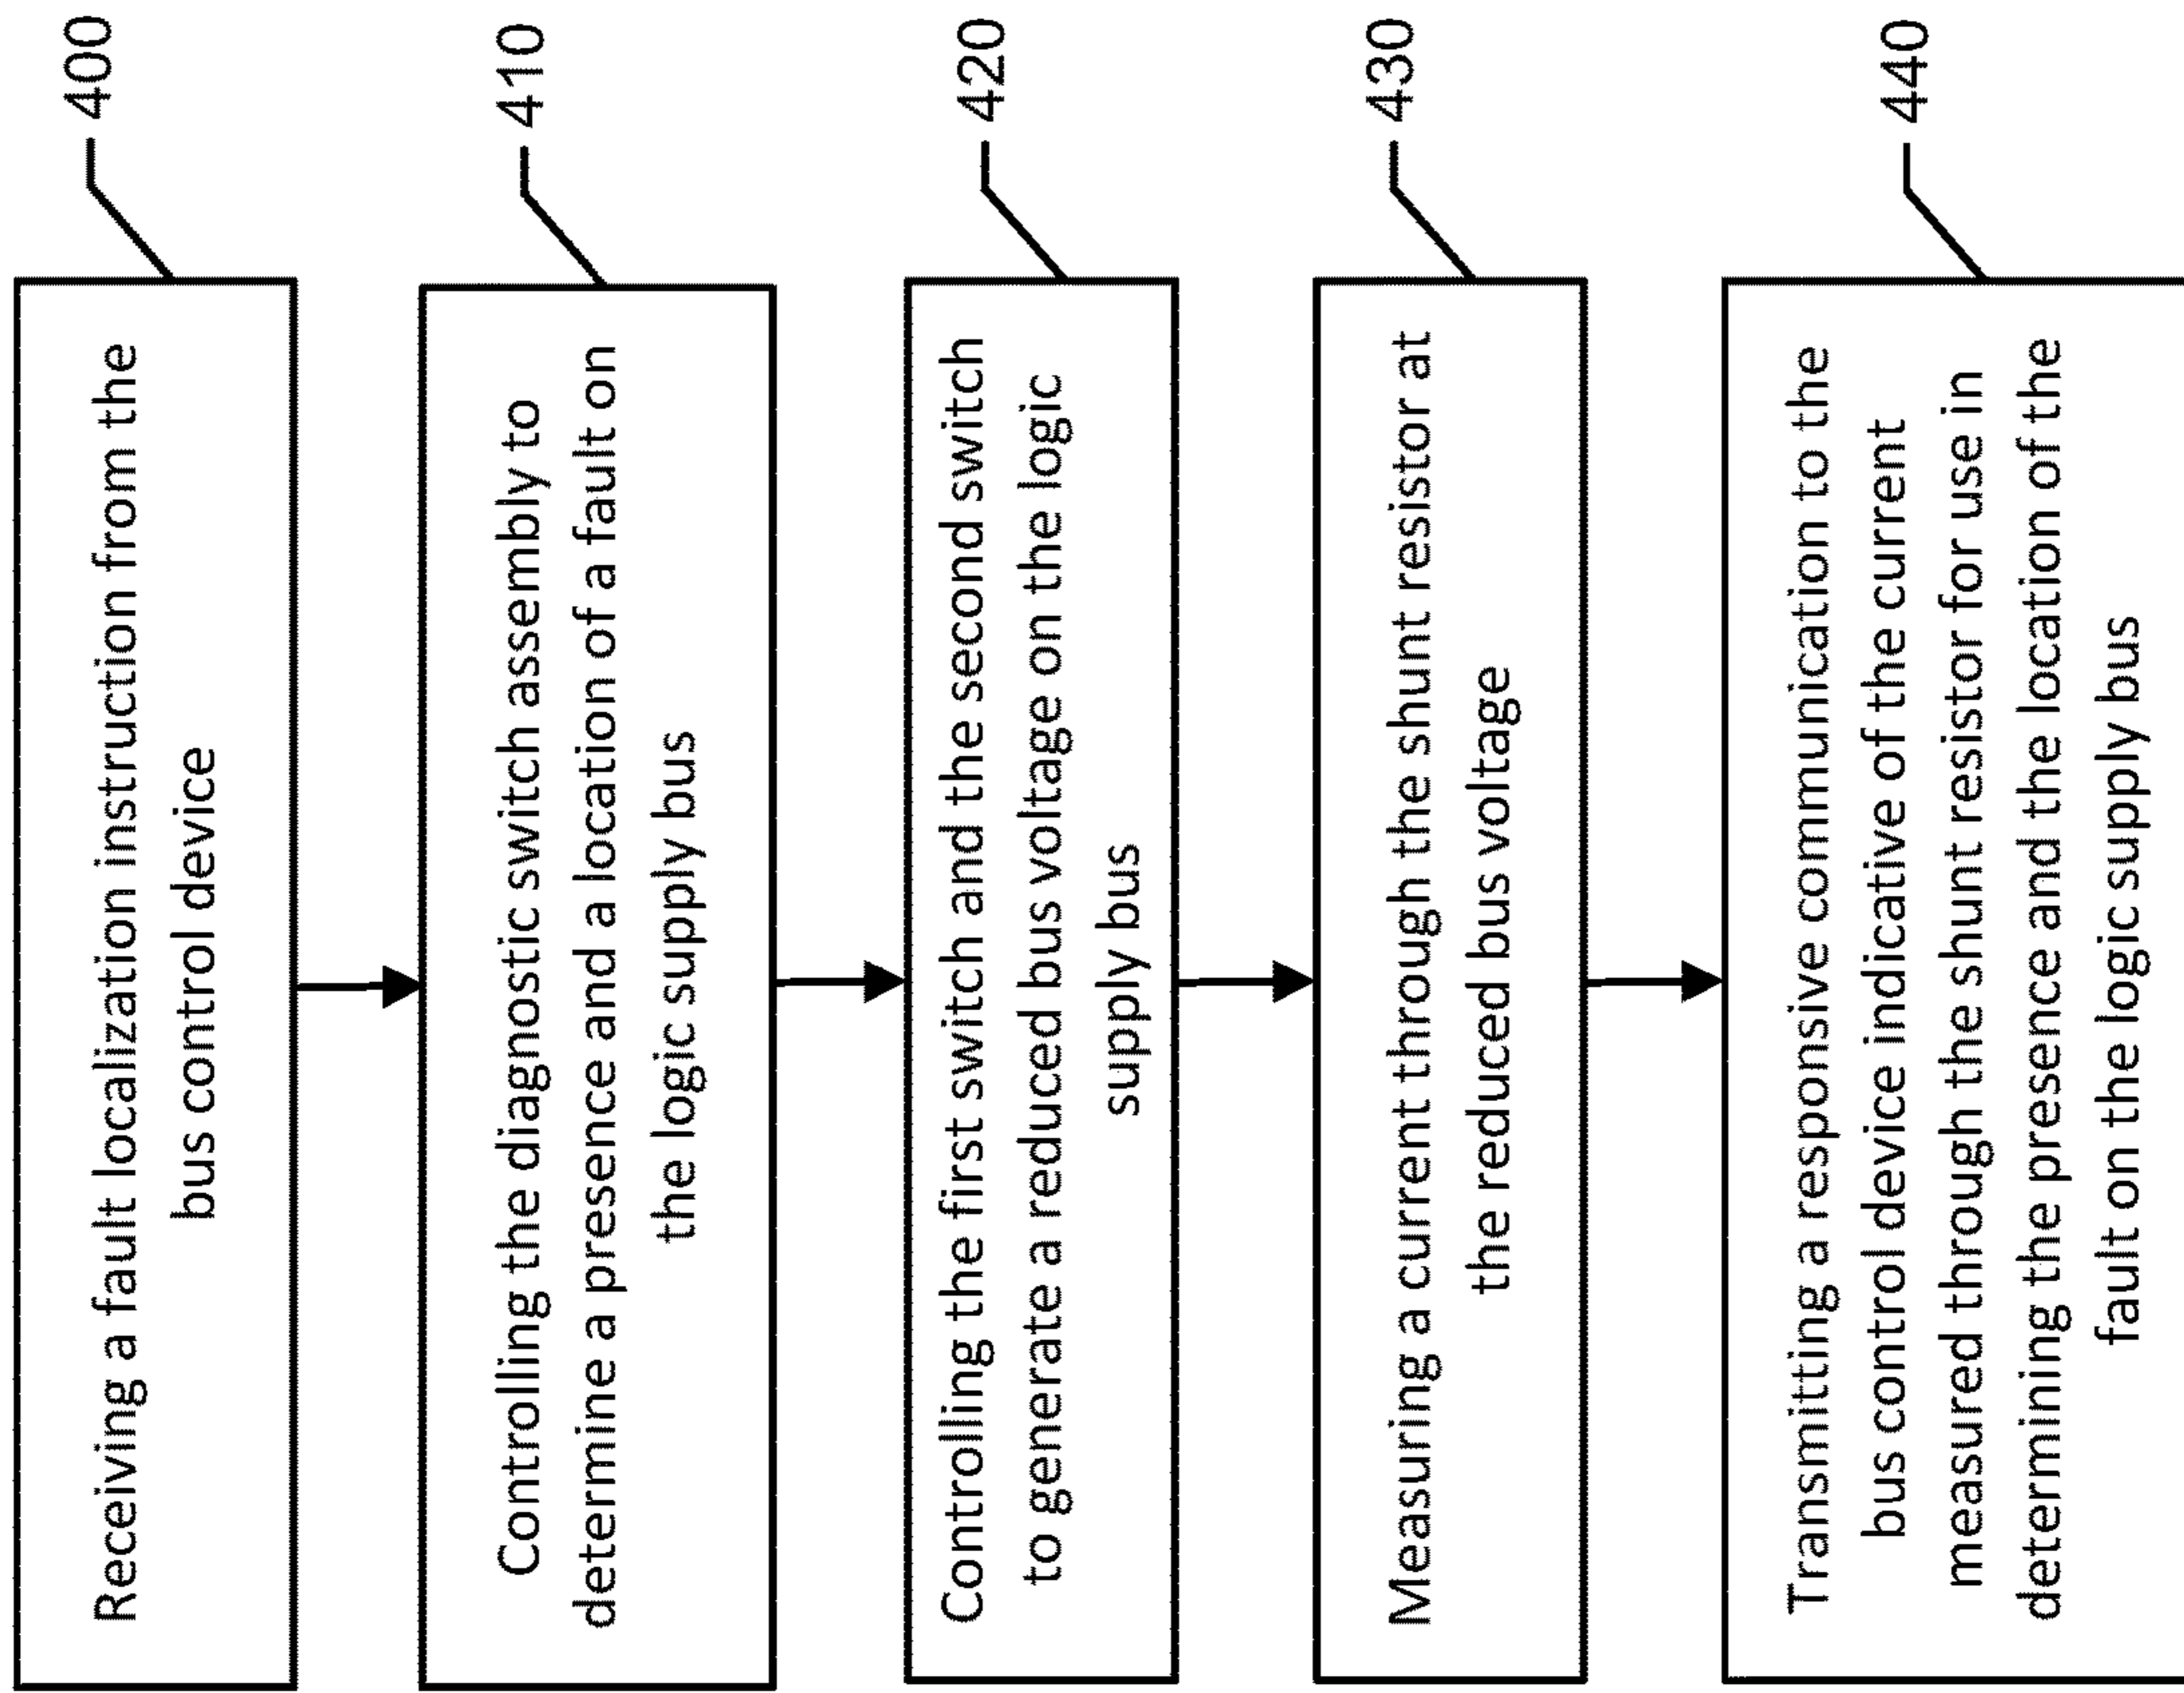 Receiving a fault localization instruction from the
bus control device
400
Controlling the diagnostic switch assembly to
determine a presence and a location of a fault on
the logic supply bus
410
Controlling the first switch and the second switch
to generate a reduced bus voltage on the logic
supply bus
420
Measuring a current through the shunt resistor at
the reduced bus voltage
430
Transmitting a responsive communication to the
bus control device indicative of the current
measured through the shunt resistor for use in
determining the presence and the location of the
fault on the logic supply bus
440